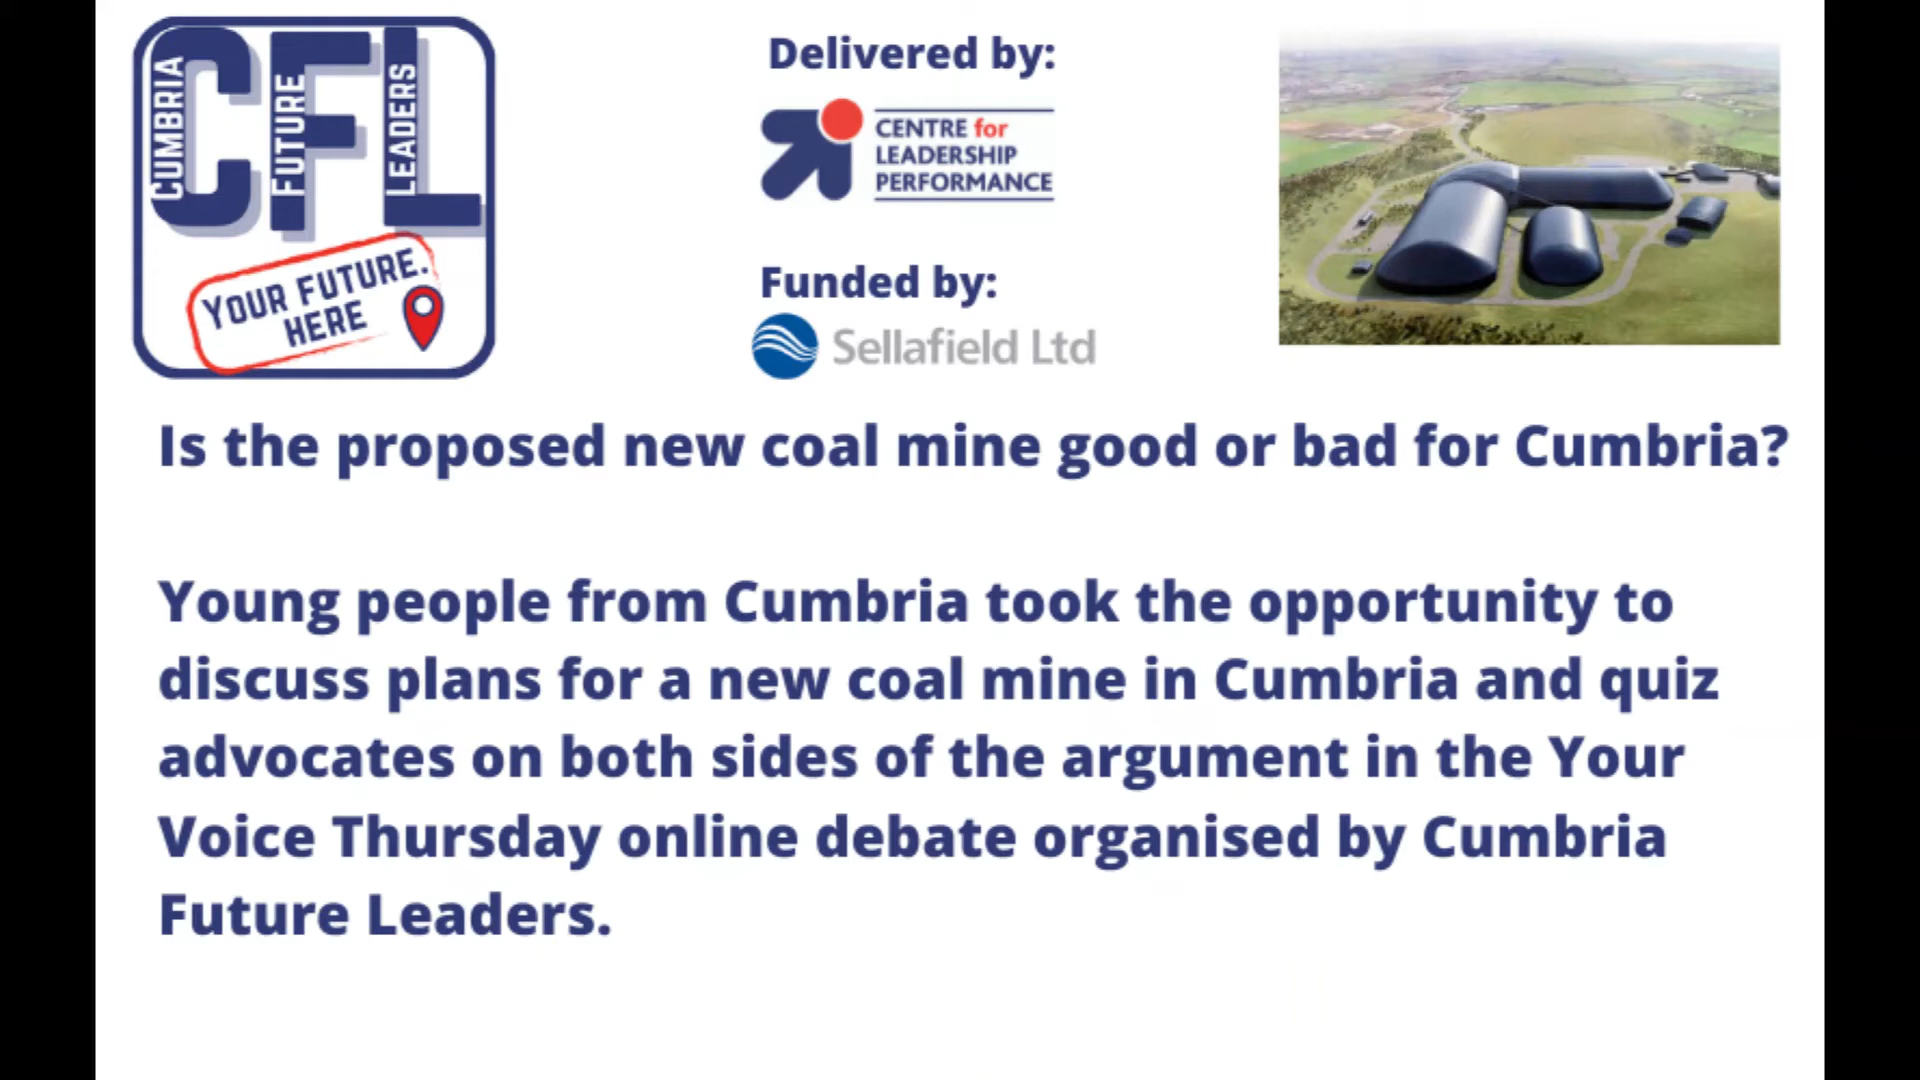 CUMBRIA
FUTURE
LEADERS
CFL
YOUR FUTURE.
HERE
Delivered by:
CENTRE for
LEADERSHIP
PERFORMANCE
Funded by:
Sellafield Ltd
Is the proposed new coal mine good or bad for Cumbria?
Young people from Cumbria took the opportunity to
discuss plans for a new coal mine in Cumbria and quiz
advocates on both sides of the argument in the Your
Voice Thursday online debate organised by Cumbria
Future Leaders.